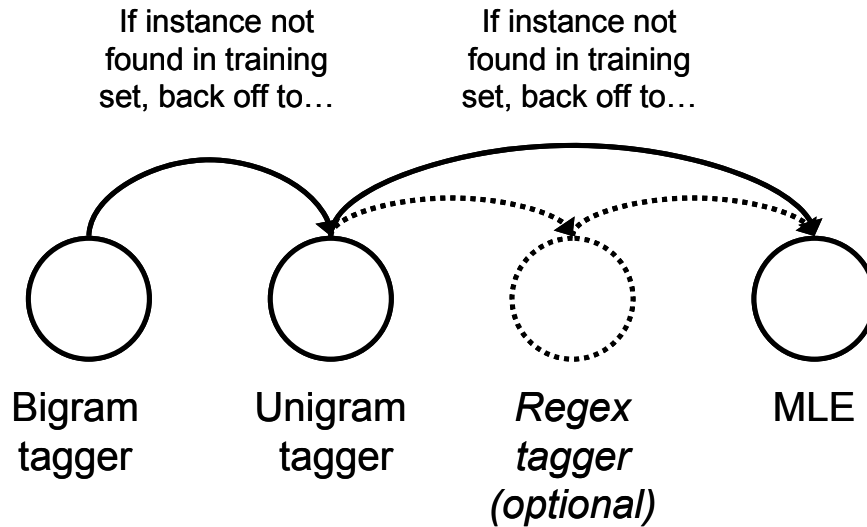 If instance not
found in training
set, back off to…
If instance not
found in training
set, back off to…
Bigram
tagger
Unigram
tagger
Regex
tagger
(optional)
MLE